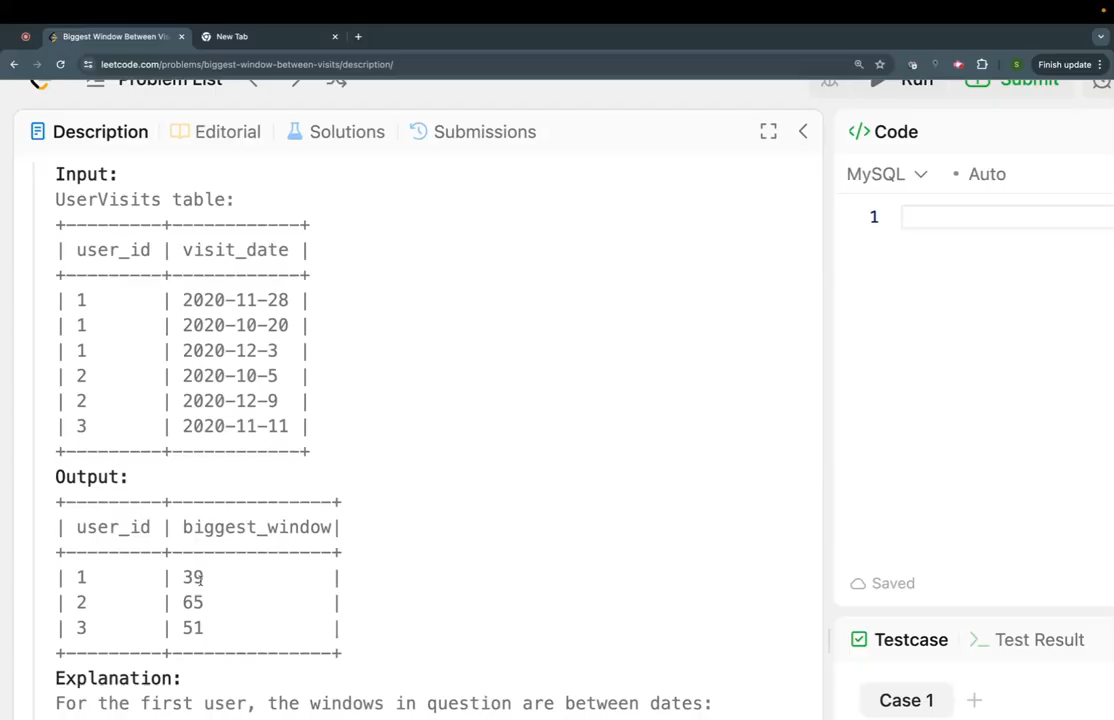 Biggest Window Between Vis
New Tab
leetcode.com/problems/biggest-window-between-visits/description/
S
Finish update
Problem List
Run
Submit
Description
Editorial
Solutions
Submissions
</> Code
MySQL
• Auto
1
Input:
UserVisits table:
+---------+------------+
| user_id | visit_date |
+---------+------------+
| 1 | 2020-11-28 |
| 1 | 2020-10-20 |
| 1 | 2020-12-3 |
| 2 | 2020-10-5 |
| 2 | 2020-12-9 |
| 3 | 2020-11-11 |
+---------+------------+
Output:
+---------+---------------+
| user_id | biggest_window|
+---------+---------------+
| 1 | 39 |
| 2 | 65 |
| 3 | 51 |
+---------+---------------+
Explanation:
For the first user, the windows in question are between dates:
Saved
Testcase
Test Result
Case 1